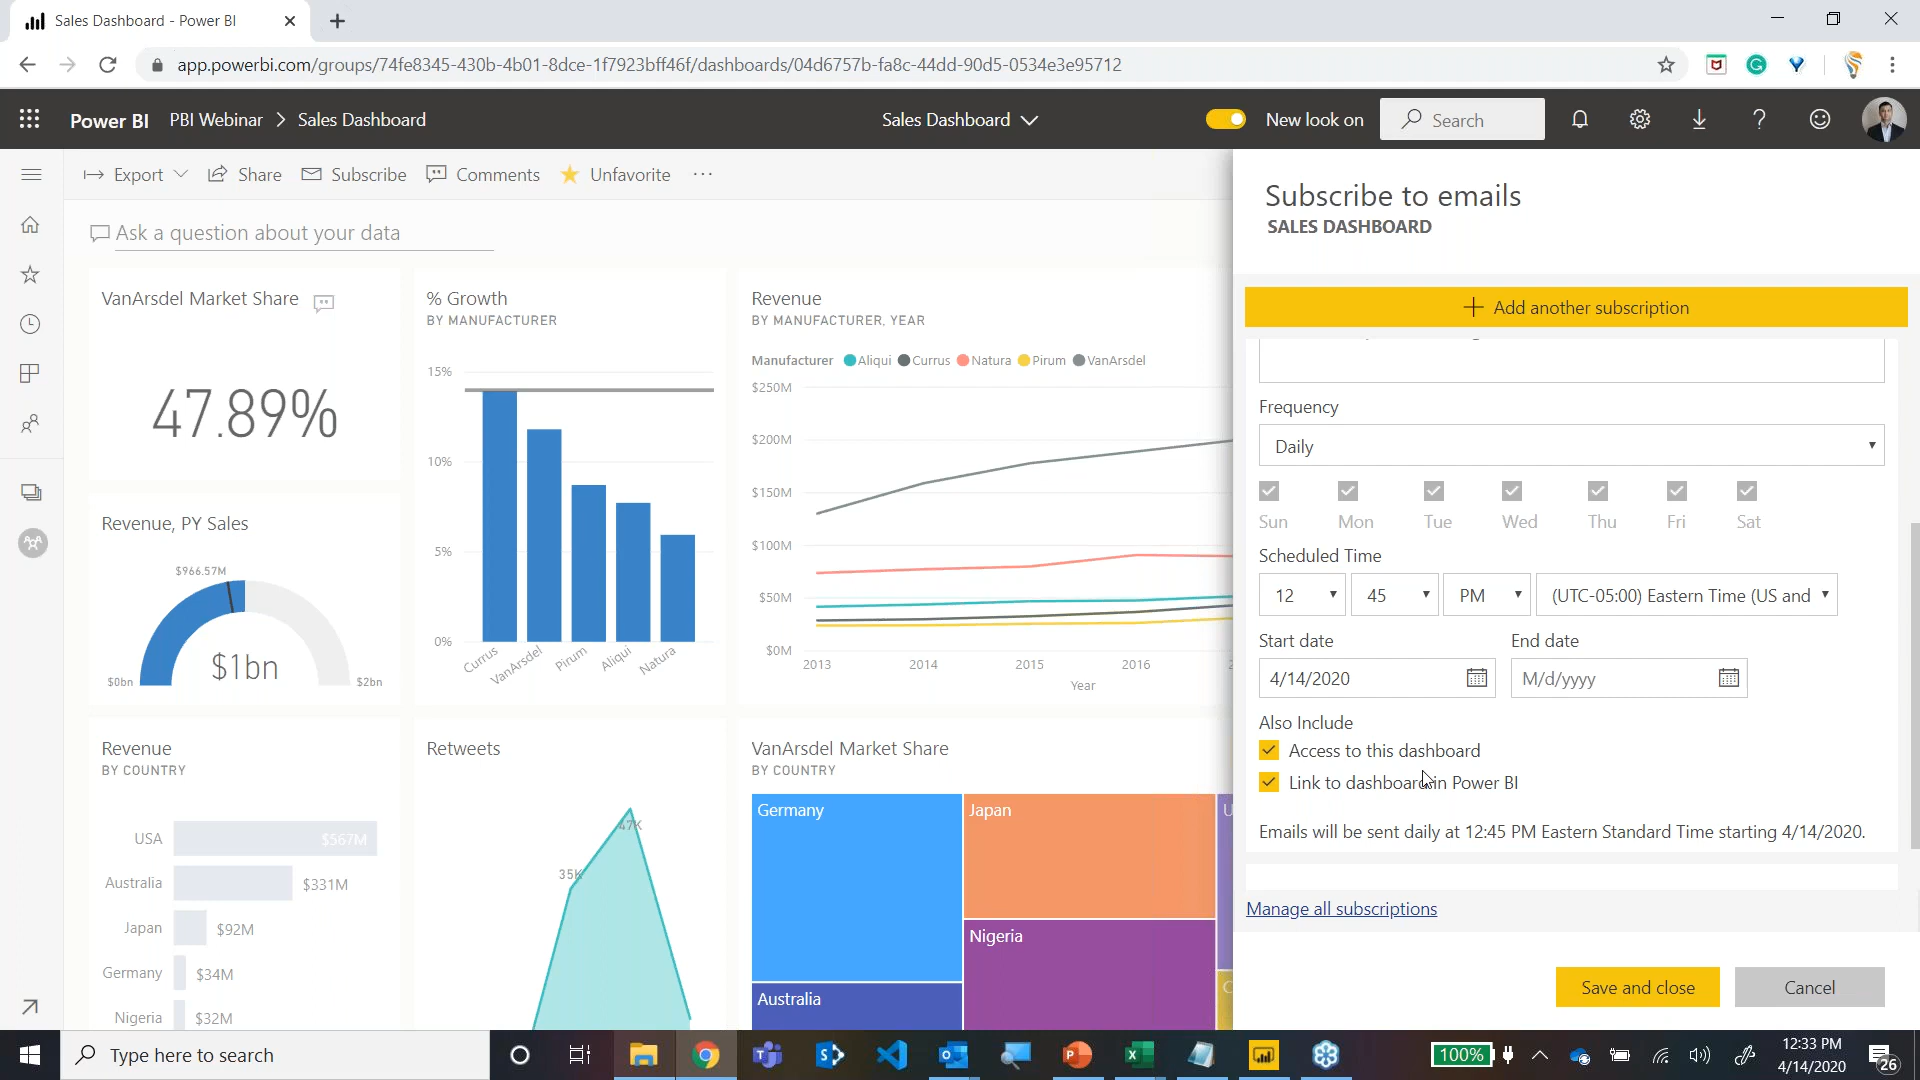 Sales Dashboard - Power BI
app.powerbi.com/groups/74fe8345-430b-4b01-8dce-1f7923bff46f/dashboards/04d6757b-fa8c-44dd-90d5-0534e3e95712
Power BI PBI Webinar > Sales Dashboard
Sales Dashboard
New look on
Search
Export
Share
Subscribe
Comments
Unfavorite
Ask a question about your data
VanArsdel Market Share
47.89%
% Growth
BY MANUFACTURER
15%
10%
5%
0%
Currus
VanArsdel
Pirum
Aliqui
Natura
Revenue
BY MANUFACTURER, YEAR
Manufacturer Aliqui Currus Natura Pirum VanArsdel
$250M
$200M
$150M
$100M
$50M
$0M
2013 2014 2015 2016
Year
Revenue, PY Sales
$966.57M
$1bn
$0bn
$2bn
Revenue
BY COUNTRY
USA $567M
Australia $331M
Japan $92M
Germany $34M
Nigeria $32M
Retweets
47K
35K
VanArsdel Market Share
BY COUNTRY
Germany
Japan
Nigeria
Australia
U
C
Subscribe to emails
SALES DASHBOARD
Add another subscription
Frequency
Daily
Sun Mon Tue Wed Thu Fri Sat
Scheduled Time
12 45 PM (UTC-05:00) Eastern Time (US and
Start date End date
4/14/2020 M/d/yyyy
Also Include
Access to this dashboard
Link to dashboard in Power BI
Emails will be sent daily at 12:45 PM Eastern Standard Time starting 4/14/2020.
Manage all subscriptions
Save and close Cancel
Type here to search
100%
12:33 PM
4/14/2020
26